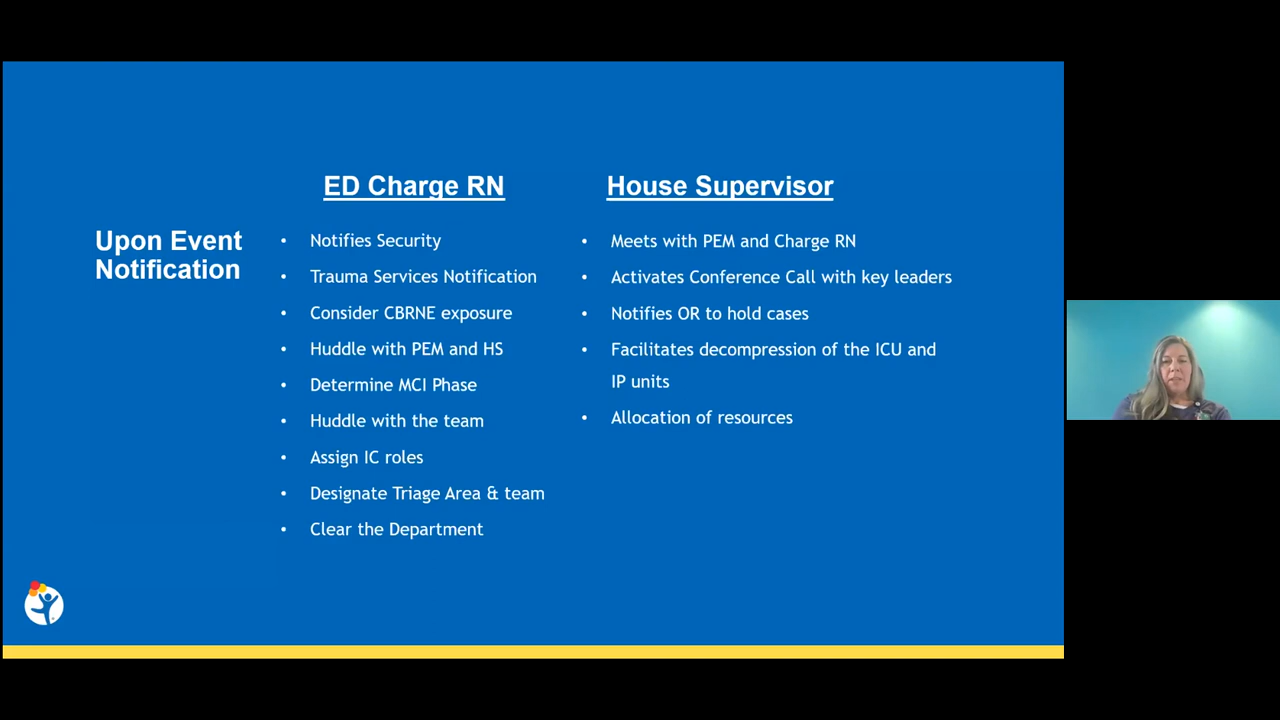 ED Charge RN
House Supervisor
Upon Event
Notification
• Notifies Security
• Trauma Services Notification
• Consider CBRNE exposure
• Huddle with PEM and HS
• Determine MCI Phase
• Huddle with the team
• Assign IC roles
• Designate Triage Area & team
• Clear the Department
• Meets with PEM and Charge RN
• Activates Conference Call with key leaders
• Notifies OR to hold cases
• Facilitates decompression of the ICU and
IP units
• Allocation of resources